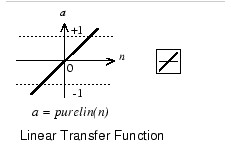 a
+1
n
0
-1
a = purelin(n)
Linear Transfer Function